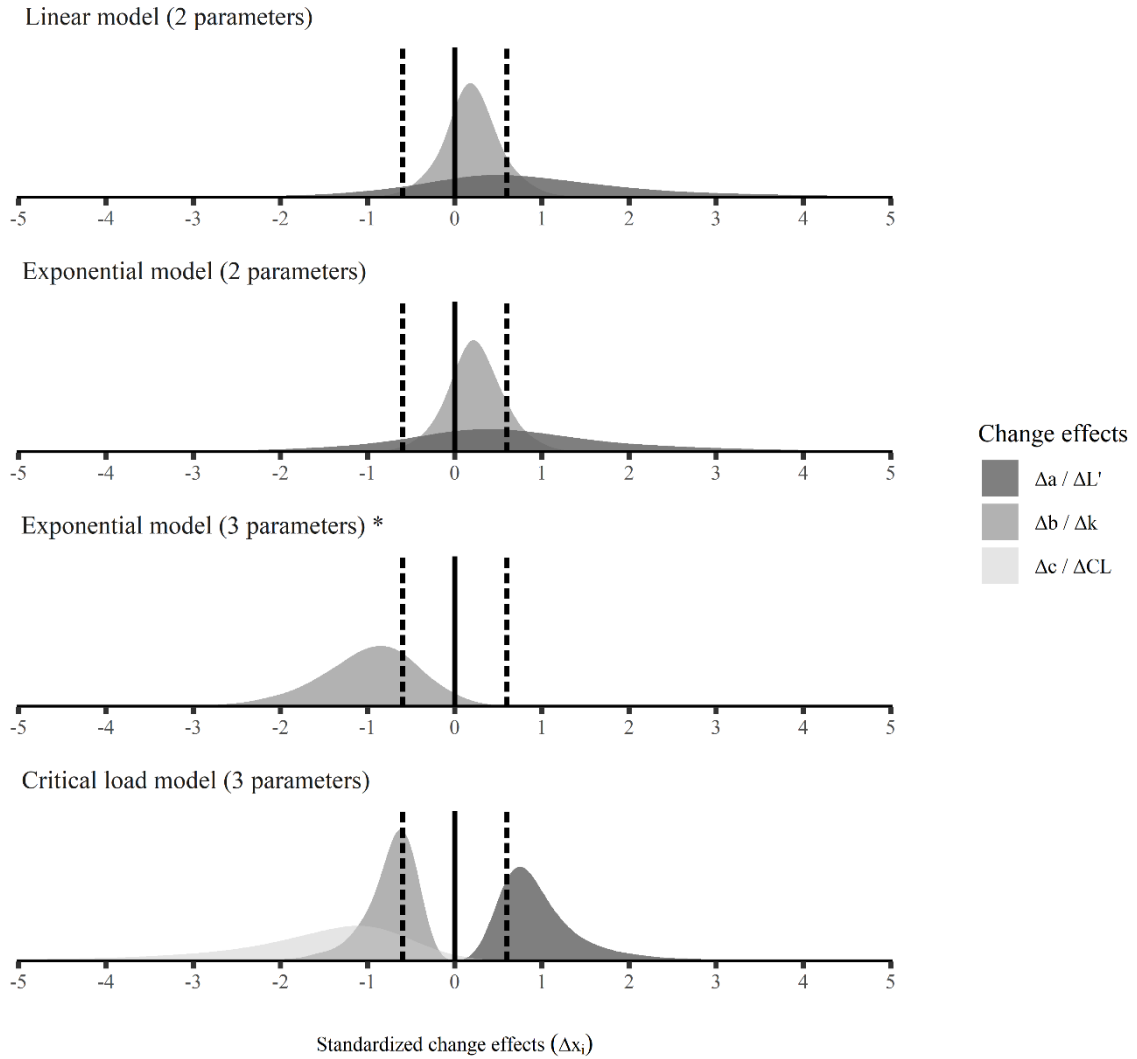 Linear model (2 parameters)
-5 -4 -3 -2 -1 0 1 2 3 4 5
Exponential model (2 parameters)
-5 -4 -3 -2 -1 0 1 2 3 4 5
Change effects
Δa / ΔL'
Δb / Δk
Δc / ΔCL
Exponential model (3 parameters) *
-5 -4 -3 -2 -1 0 1 2 3 4 5
Critical load model (3 parameters)
-5 -4 -3 -2 -1 0 1 2 3 4 5
Standardized change effects (Δxᵢ)